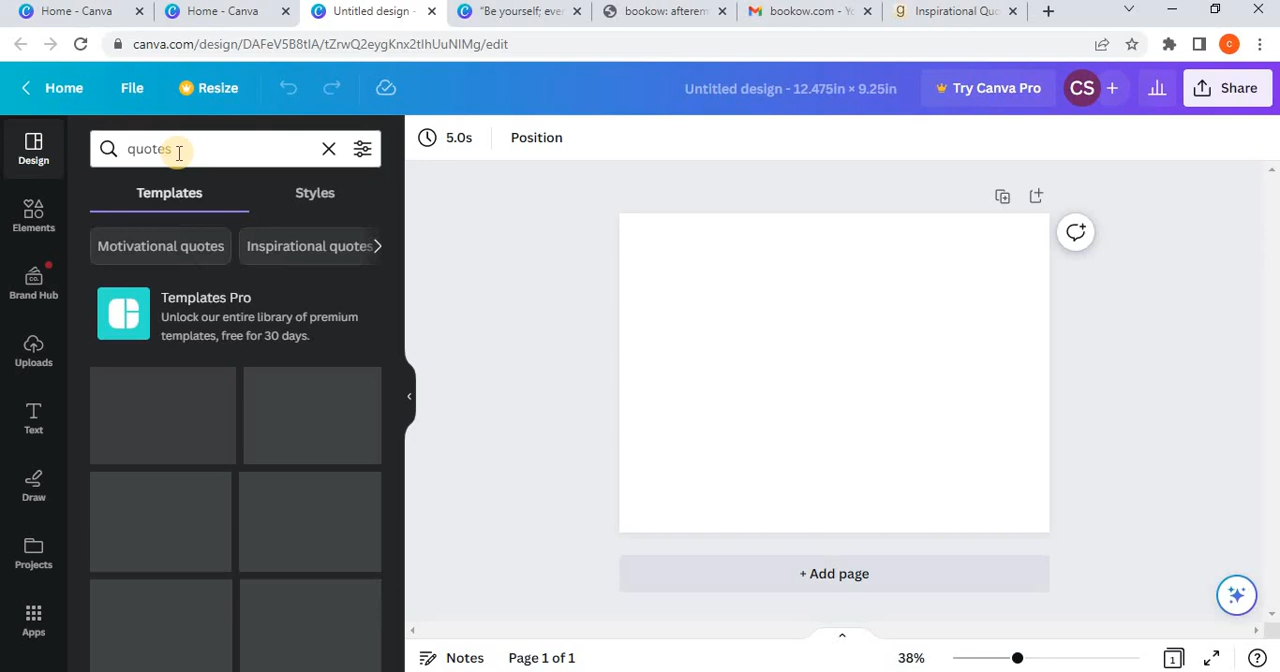 Home - Canva
Home - Canva
Untitled design -
"Be yourself; eve
bookow: afterem
bookow.com - Yo
Inspirational Quo
canva.com/design/DAFeV5B8tIA/tZrwQ2eygKnx2tIhUuNIMg/edit
C
Home
File
Resize
Untitled design - 12.475in × 9.25in
Try Canva Pro
CS
Share
Design
Elements
CO.
Brand Hub
Uploads
Text
Draw
Projects
Apps
quotes
Templates
Styles
Motivational quotes
Inspirational quotes
Templates Pro
Unlock our entire library of premium
templates, free for 30 days.
5.0s
Position
+ Add page
Notes
Page 1 of 1
38%
1